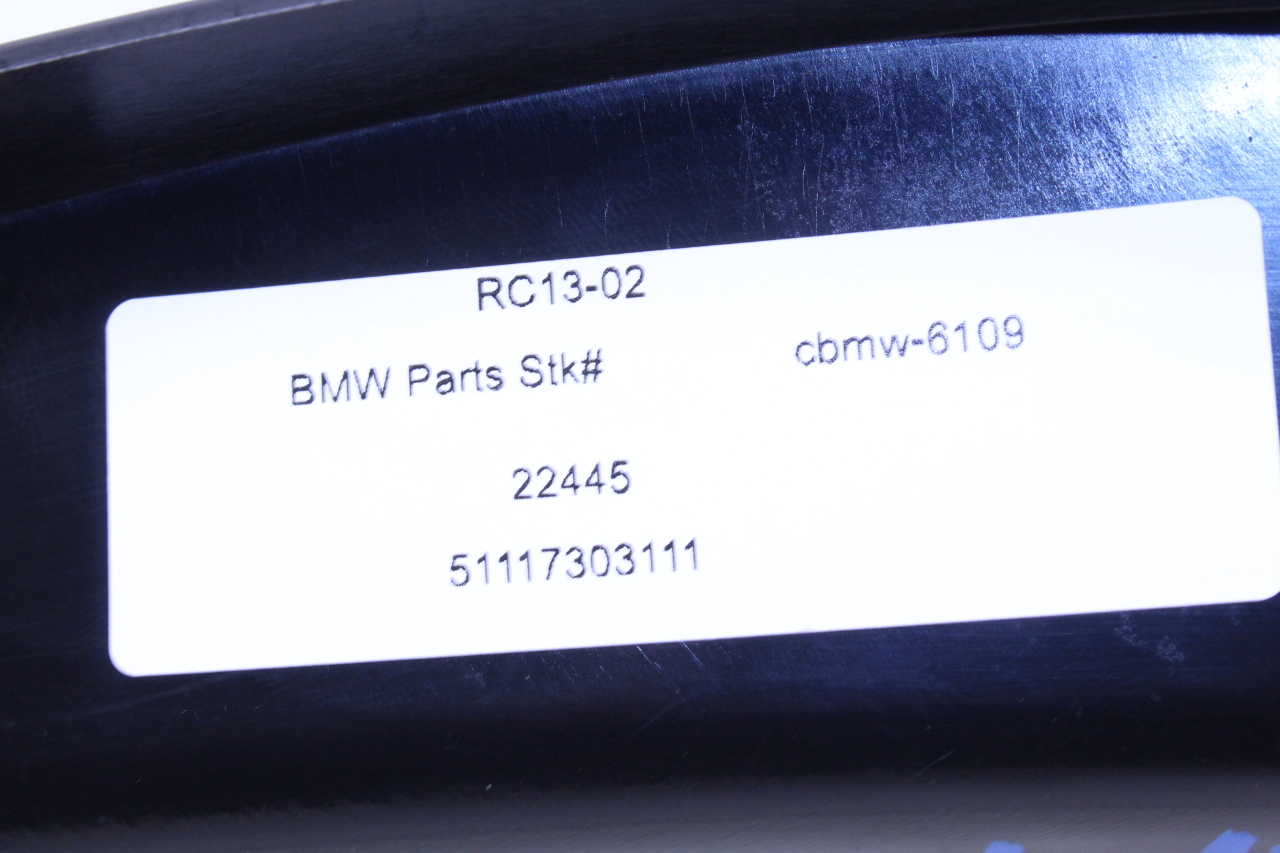 RC13-02
BMW Parts Stk# cbmw-6109
22445
51117303111